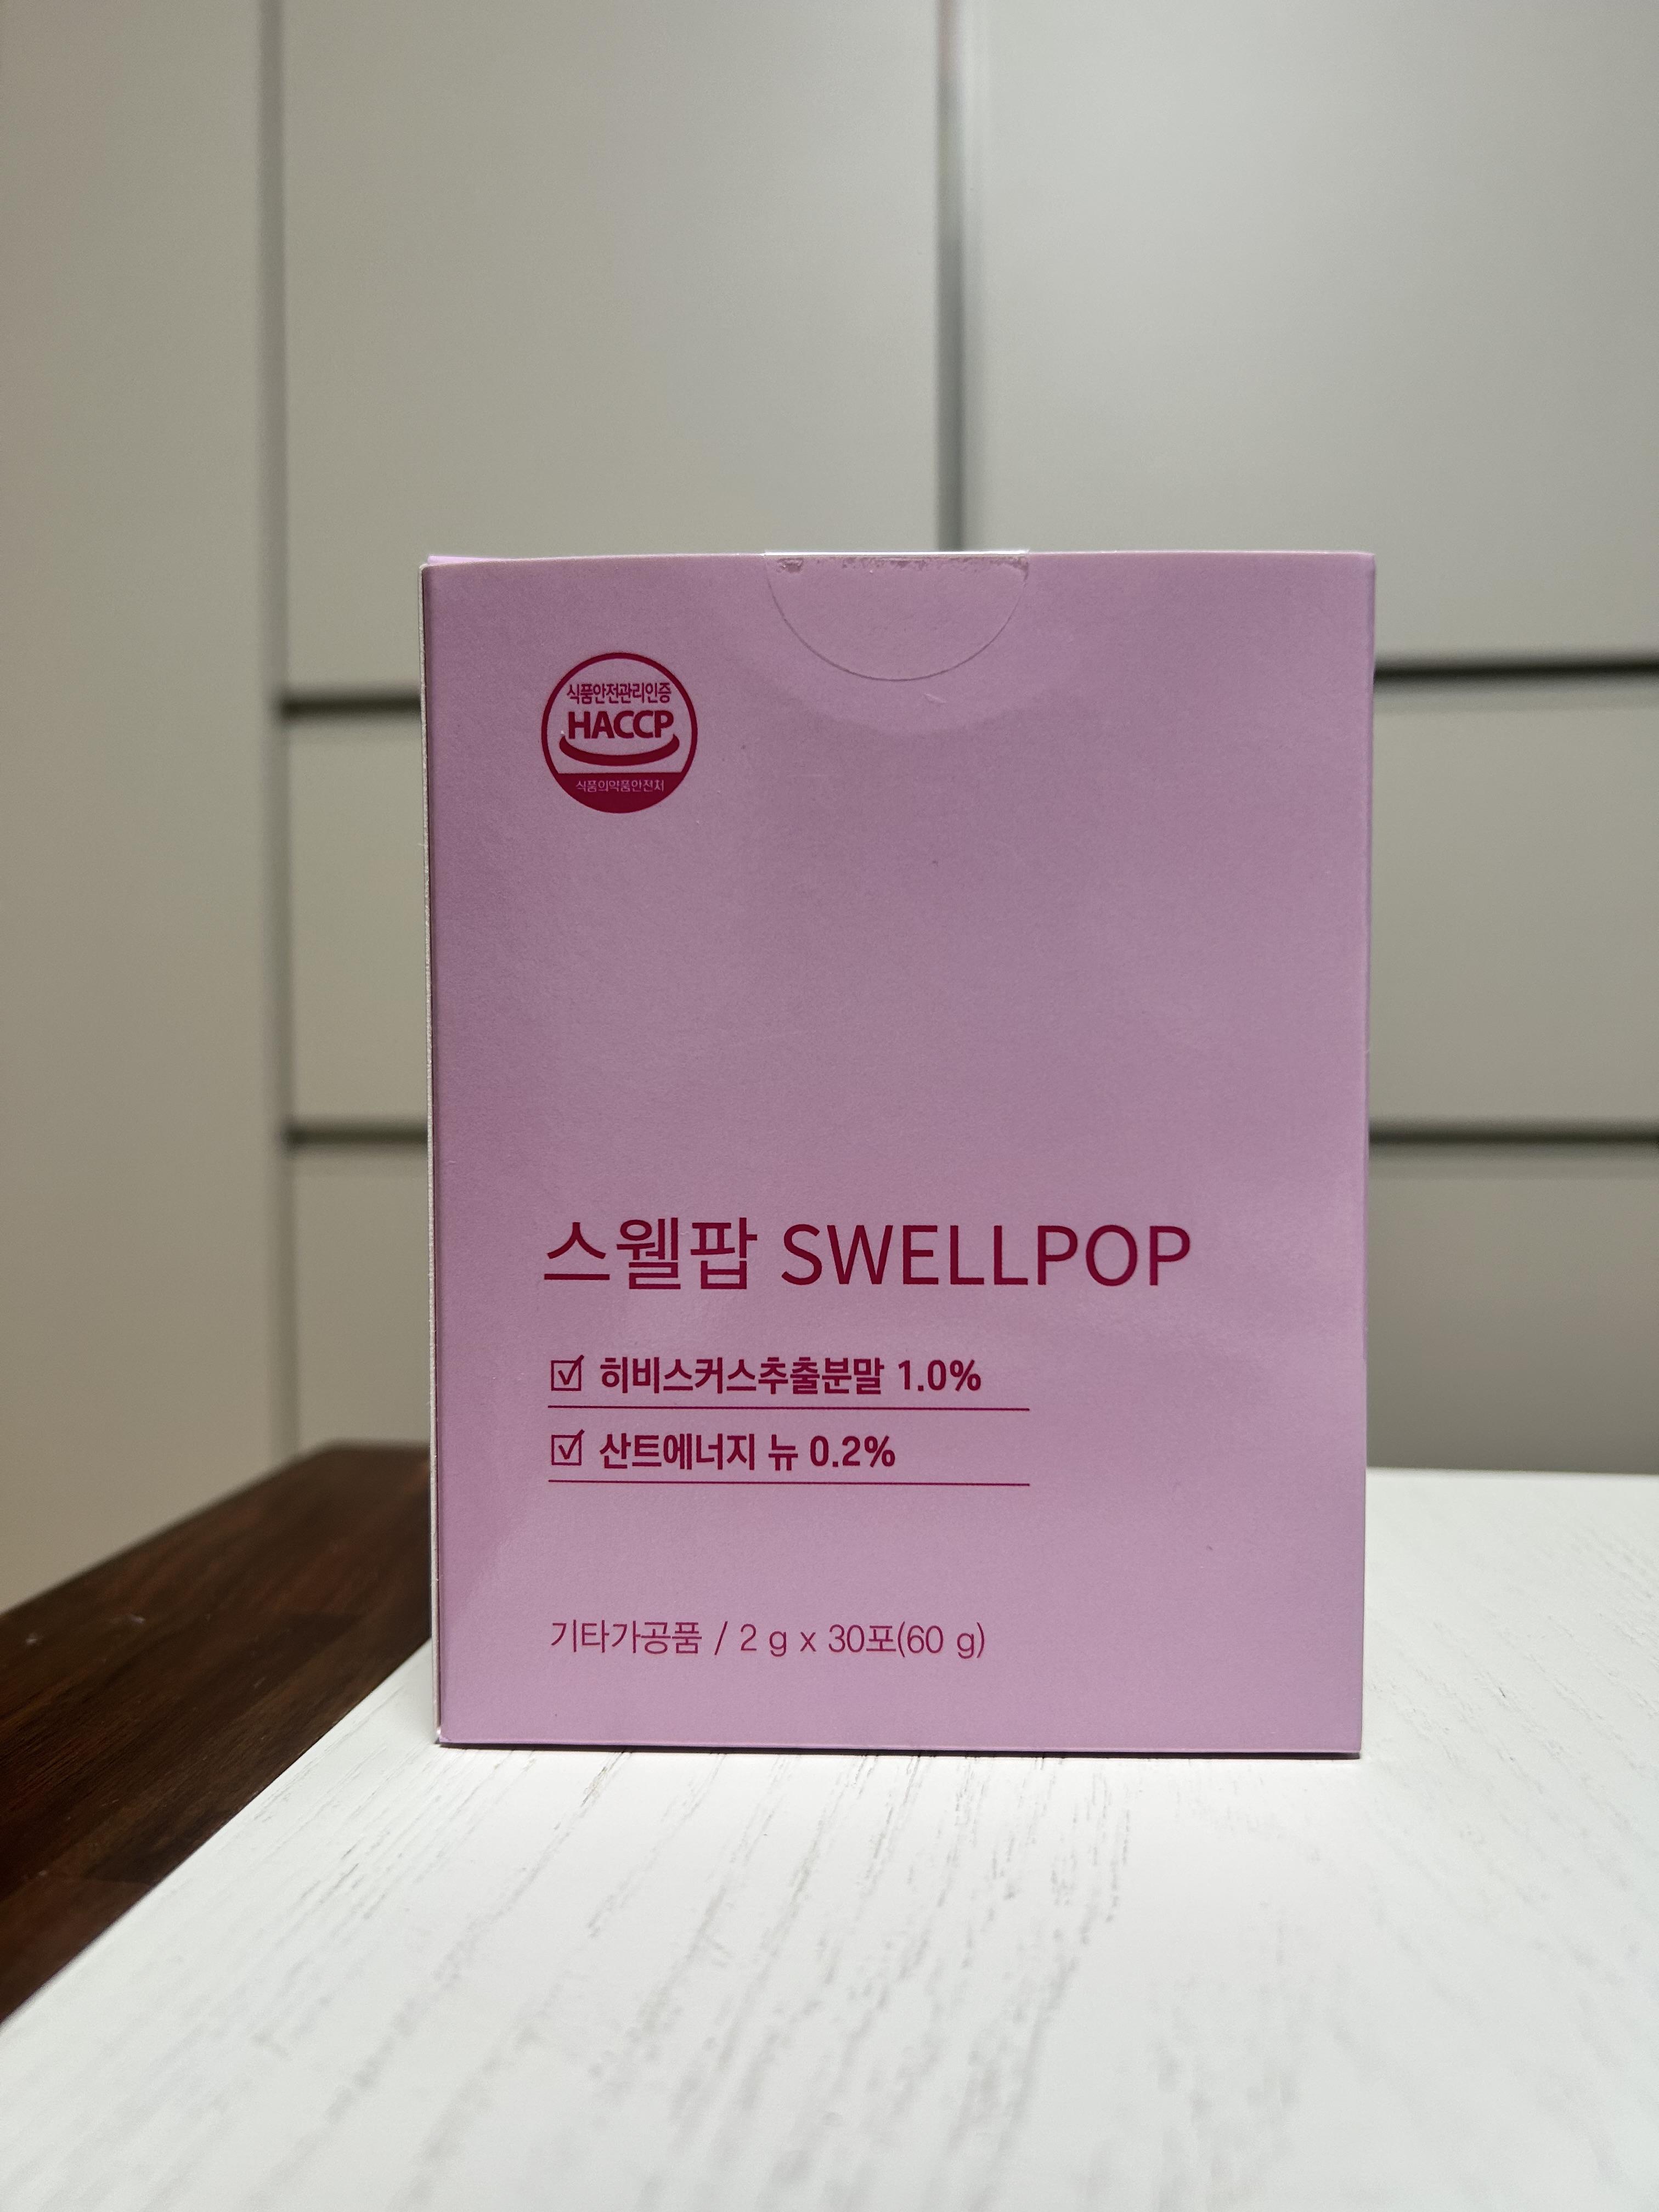 식품안전관리인증
HACCP
식품의약품안전처
스웰팝 SWELLPOP
히비스커스추출분말 1.0%
산트에너지 뉴 0.2%
기타가공품 / 2 g x 30포(60 g)